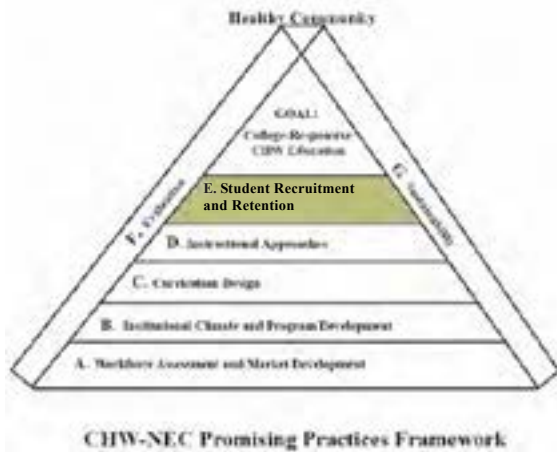 Healthy Community
GOAL:
College-Responsive
CHW Education
E. Student Recruitment
and Retention
F. Evaluation
G. Sustainability
D. Instructional Approaches
C. Curriculum Design
B. Institutional Climate and Program Development
A. Workforce Assessment and Market Development
CHW-NEC Promising Practices Framework